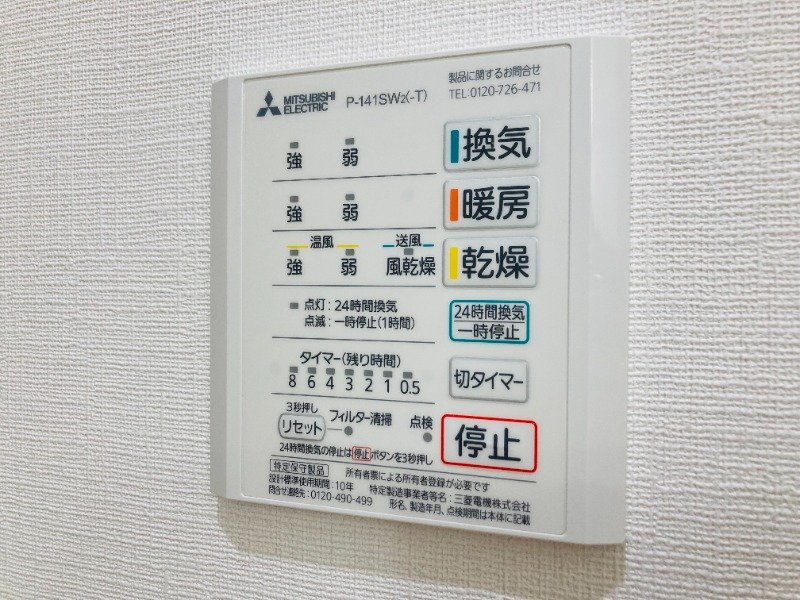 MITSUBISHI ELECTRIC P-141SW2(-T) 製品に関するお問合せ
TEL:0120-726-471
強 弱 換気
強 弱 暖房
温風 送風
強 弱 風乾燥 乾燥
点灯:24時間換気
点滅:一時停止(1時間)
24時間換気
一時停止
タイマー(残り時間)
8 6 4 3 2 1 0.5
切タイマー
3秒押し
リセット フィルター清掃 点検
停止
24時間換気の停止は停止ボタンを3秒押し
特定保守製品 所有者票による所有者登録が必要です
設計標準使用期間:10年 特定製造事業者等名:三菱電機株式会社
問合せ連絡先:0120-490-499 形名、製造年月、点検期間は本体に記載